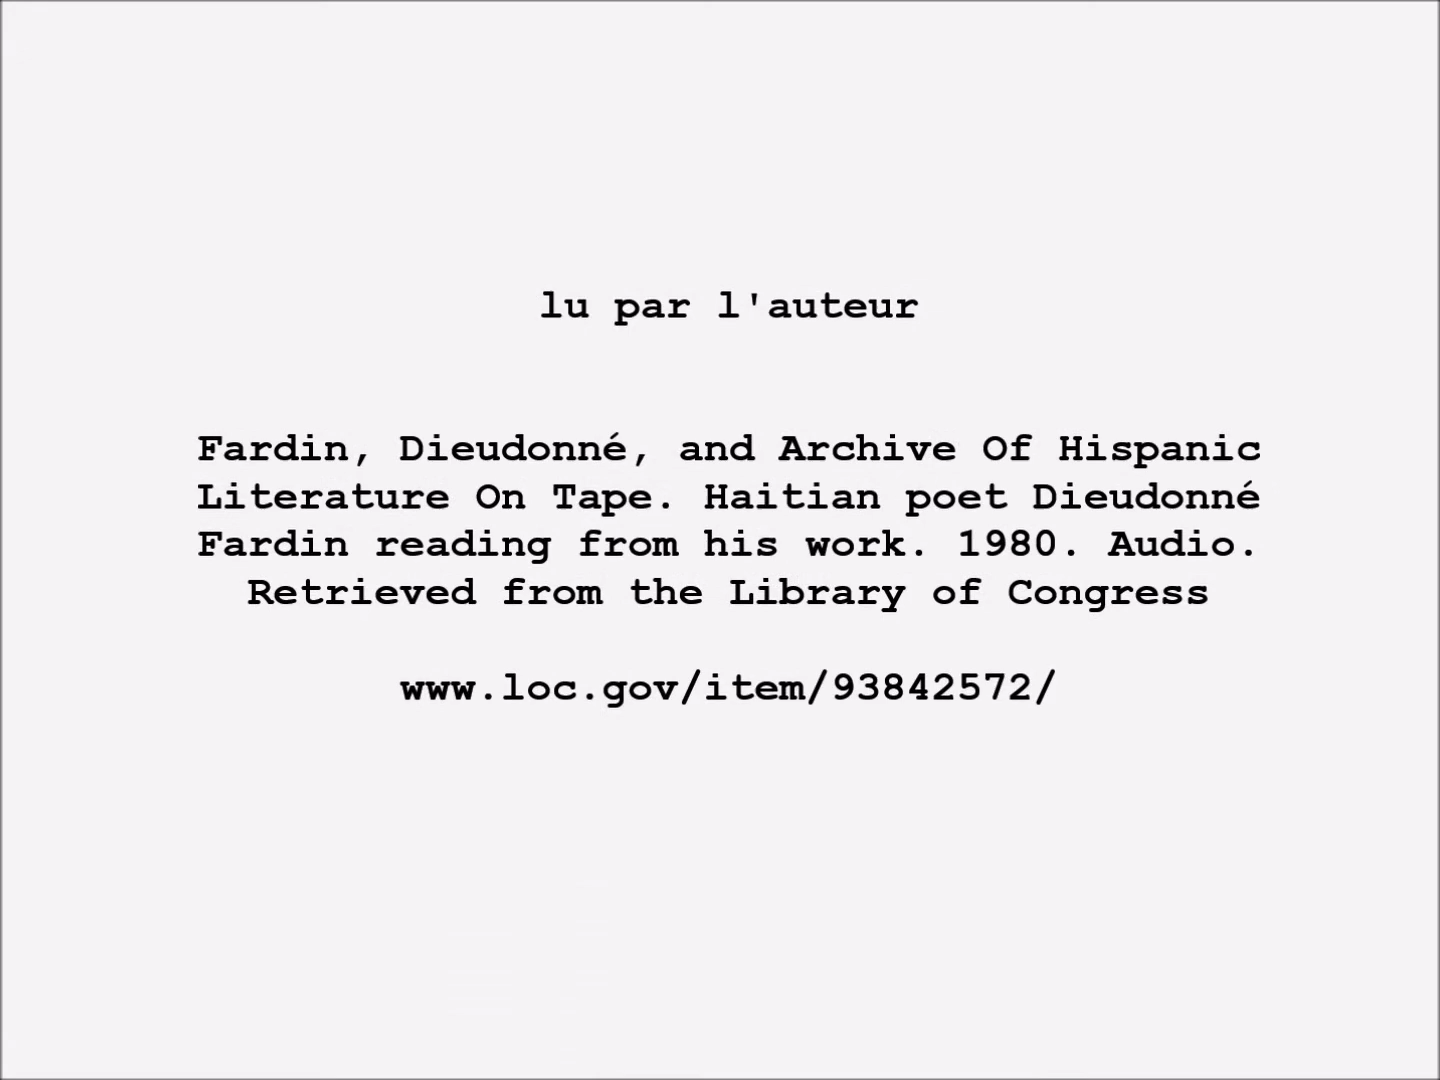 lu par l'auteur
Fardin, Dieudonné, and Archive Of Hispanic
Literature On Tape. Haitian poet Dieudonné
Fardin reading from his work. 1980. Audio.
Retrieved from the Library of Congress
www.loc.gov/item/93842572/